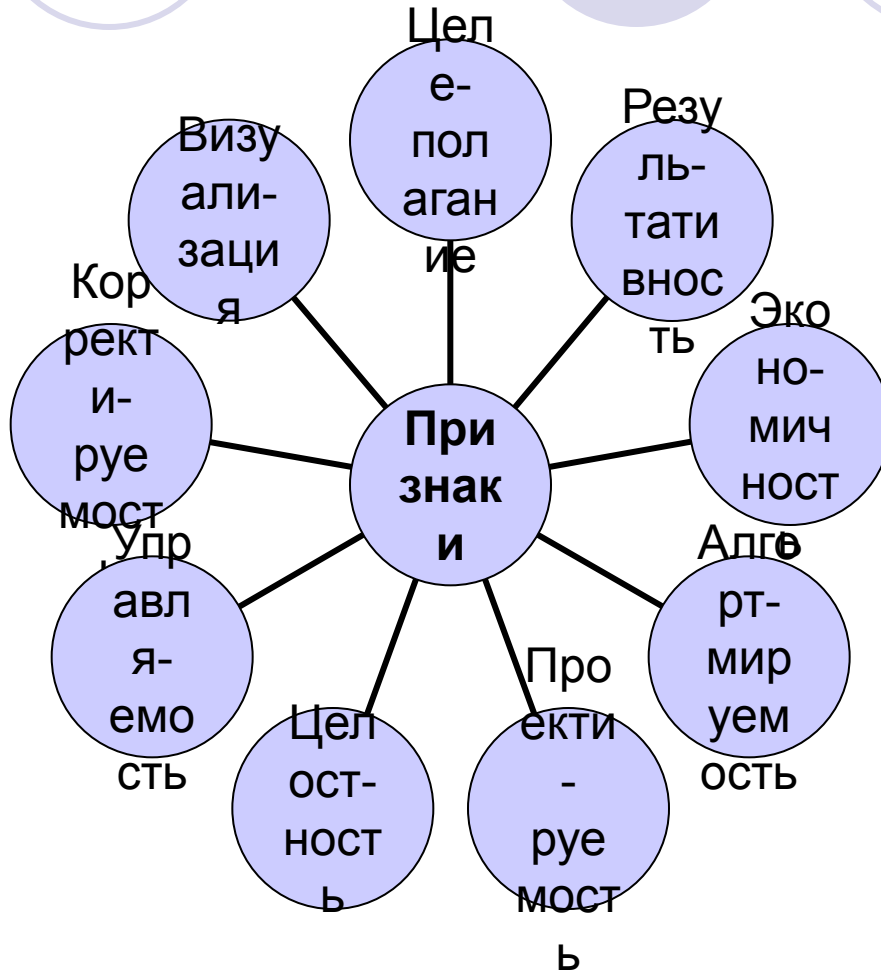 Цел
е-
пол
аган
ие
Резу
ль-
тати
внос
ть
Эко
но-
мич
ност
ь
Алго
рт-
мир
уем
ость
Про
екти
-
руе
мост
ь
Цел
ост-
ност
ь
Упр
авл
я-
емо
сть
Кор
рект
и-
руе
мост
ь
Визу
али-
заци
я
При
знак
и